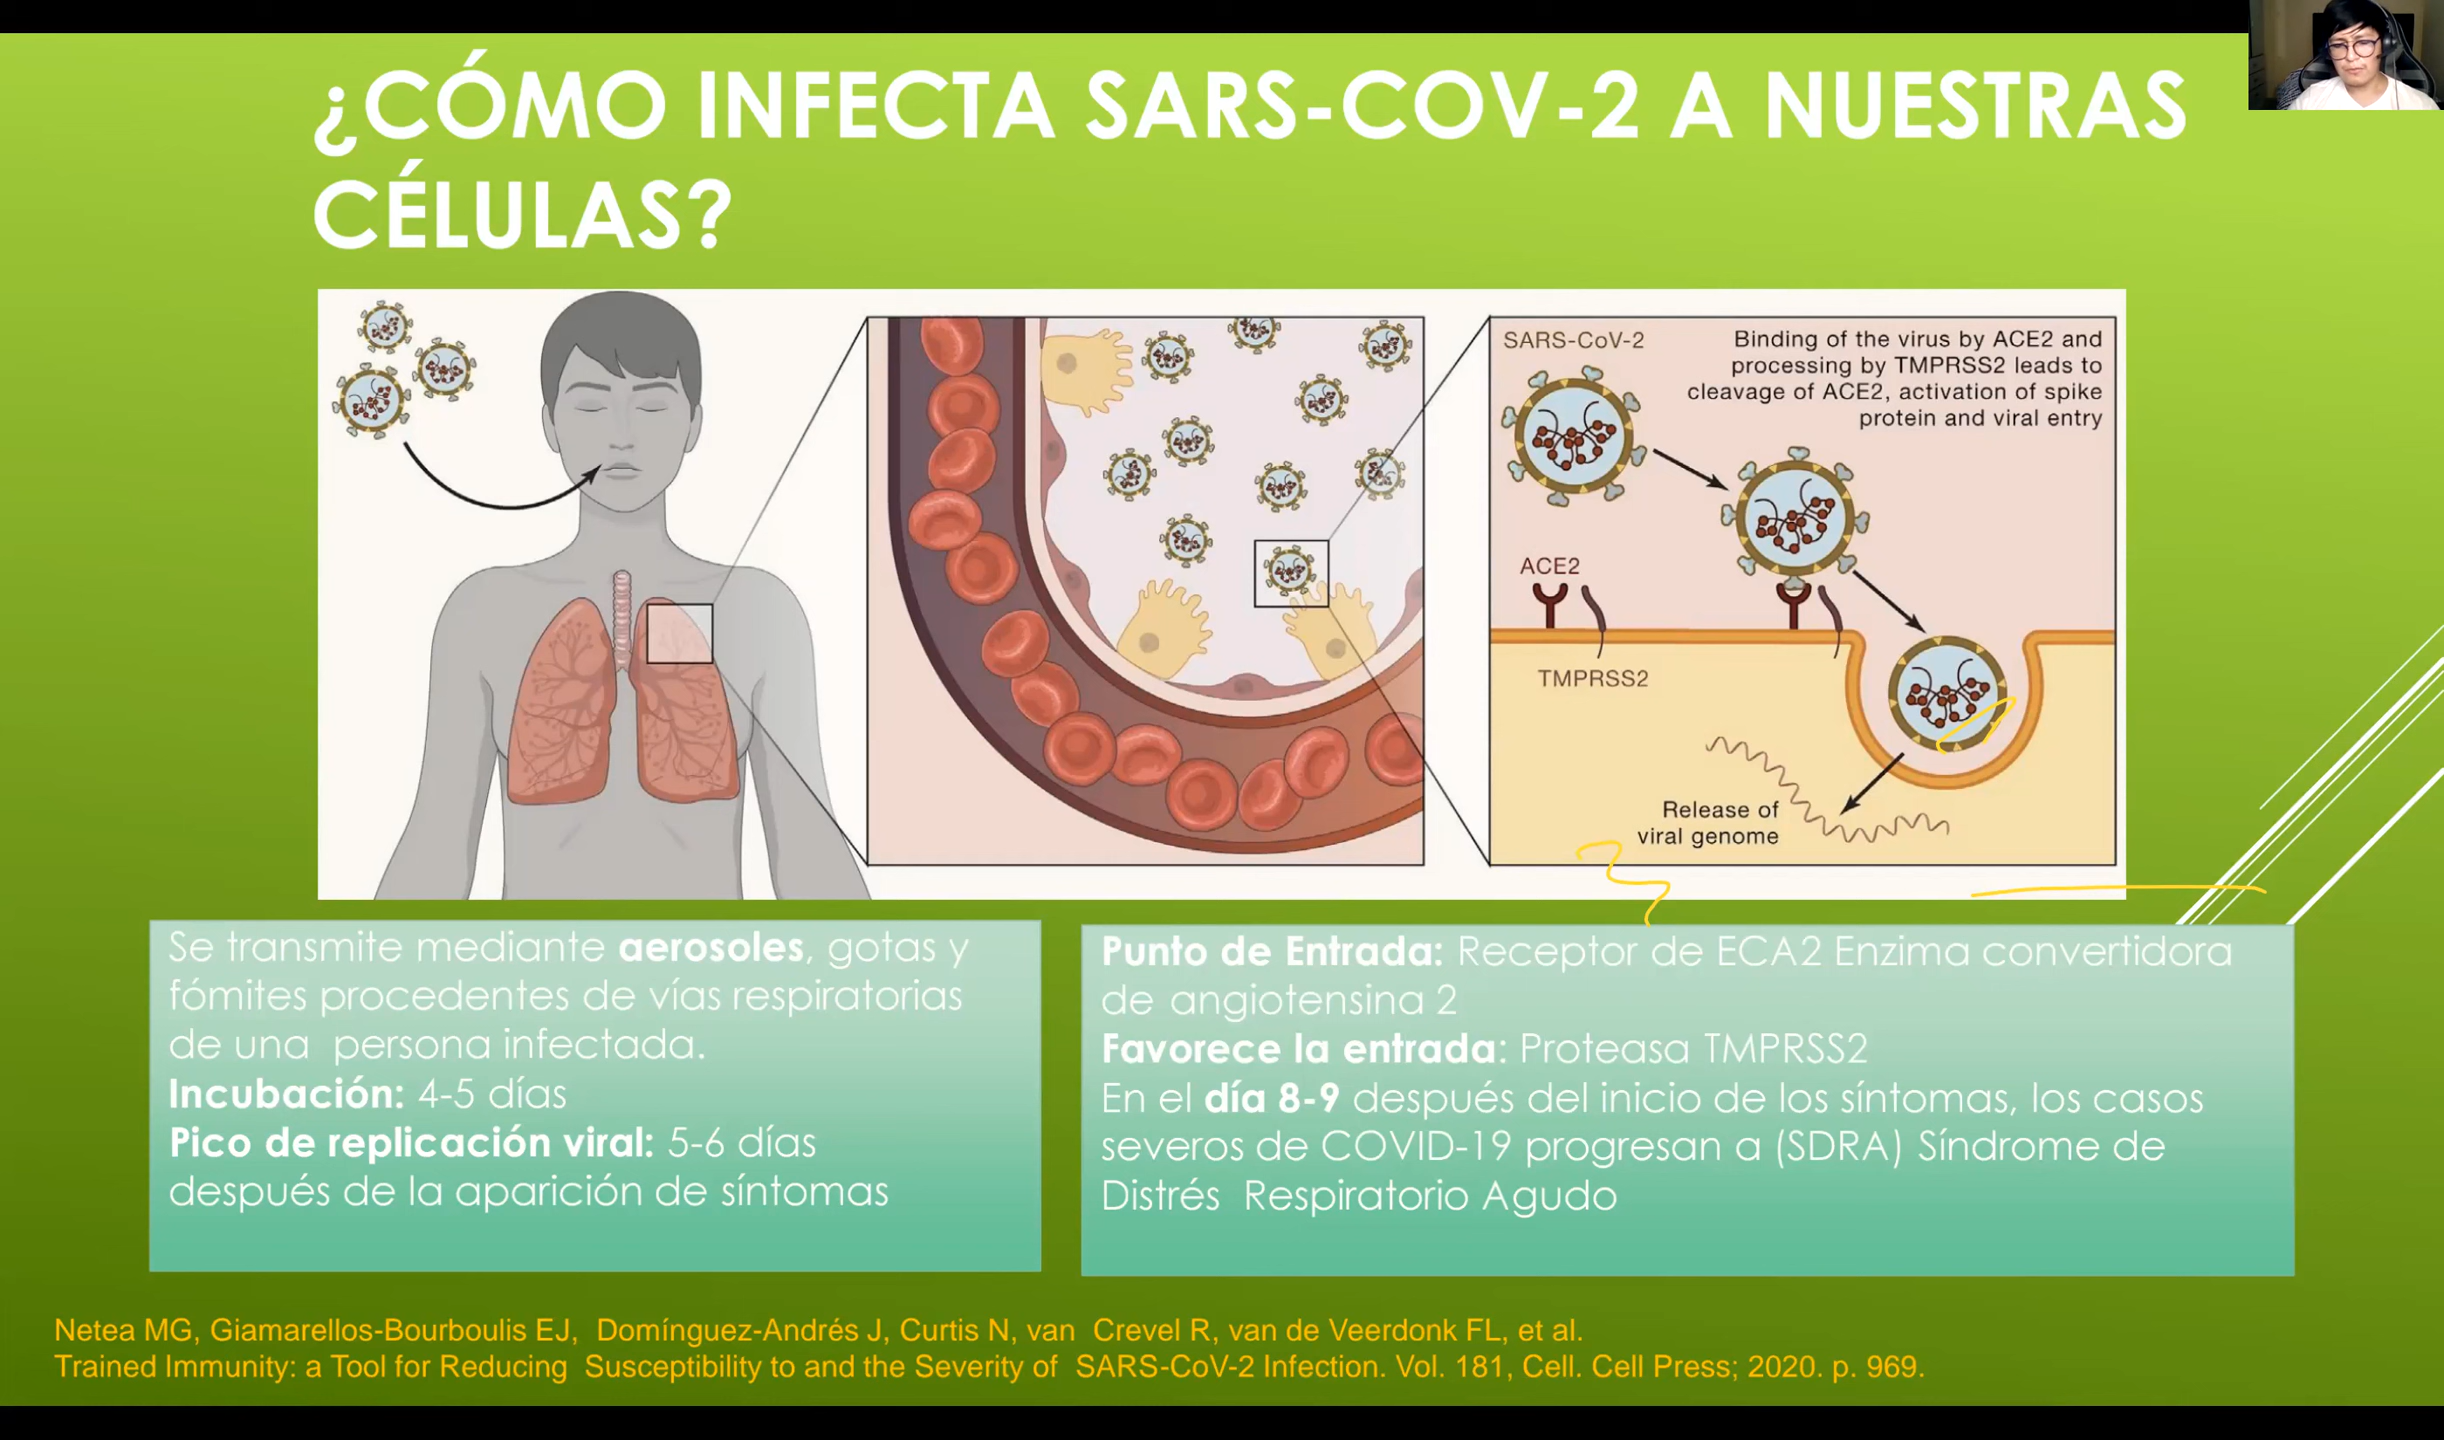 ¿CÓMO INFECTA SARS-COV-2 A NUESTRAS
CÉLULAS?
SARS-CoV-2
Binding of the virus by ACE2 and
processing by TMPRSS2 leads to
cleavage of ACE2, activation of spike
protein and viral entry
ACE2
TMPRSS2
Release of
viral genome
Se transmite mediante aerosoles, gotas y
fómites procedentes de vías respiratorias
de una persona infectada.
Incubación: 4-5 días
Pico de replicación viral: 5-6 días
después de la aparición de síntomas
Punto de Entrada: Receptor de ECA2 Enzima convertidora
de angiotensina 2
Favorece la entrada: Proteasa TMPRSS2
En el día 8-9 después del inicio de los síntomas, los casos
severos de COVID-19 progresan a (SDRA) Síndrome de
Distrés Respiratorio Agudo
Netea MG, Giamarellos-Bourboulis EJ, Domínguez-Andrés J, Curtis N, van Crevel R, van de Veerdonk FL, et al.
Trained Immunity: a Tool for Reducing Susceptibility to and the Severity of SARS-CoV-2 Infection. Vol. 181, Cell. Cell Press; 2020. p. 969.